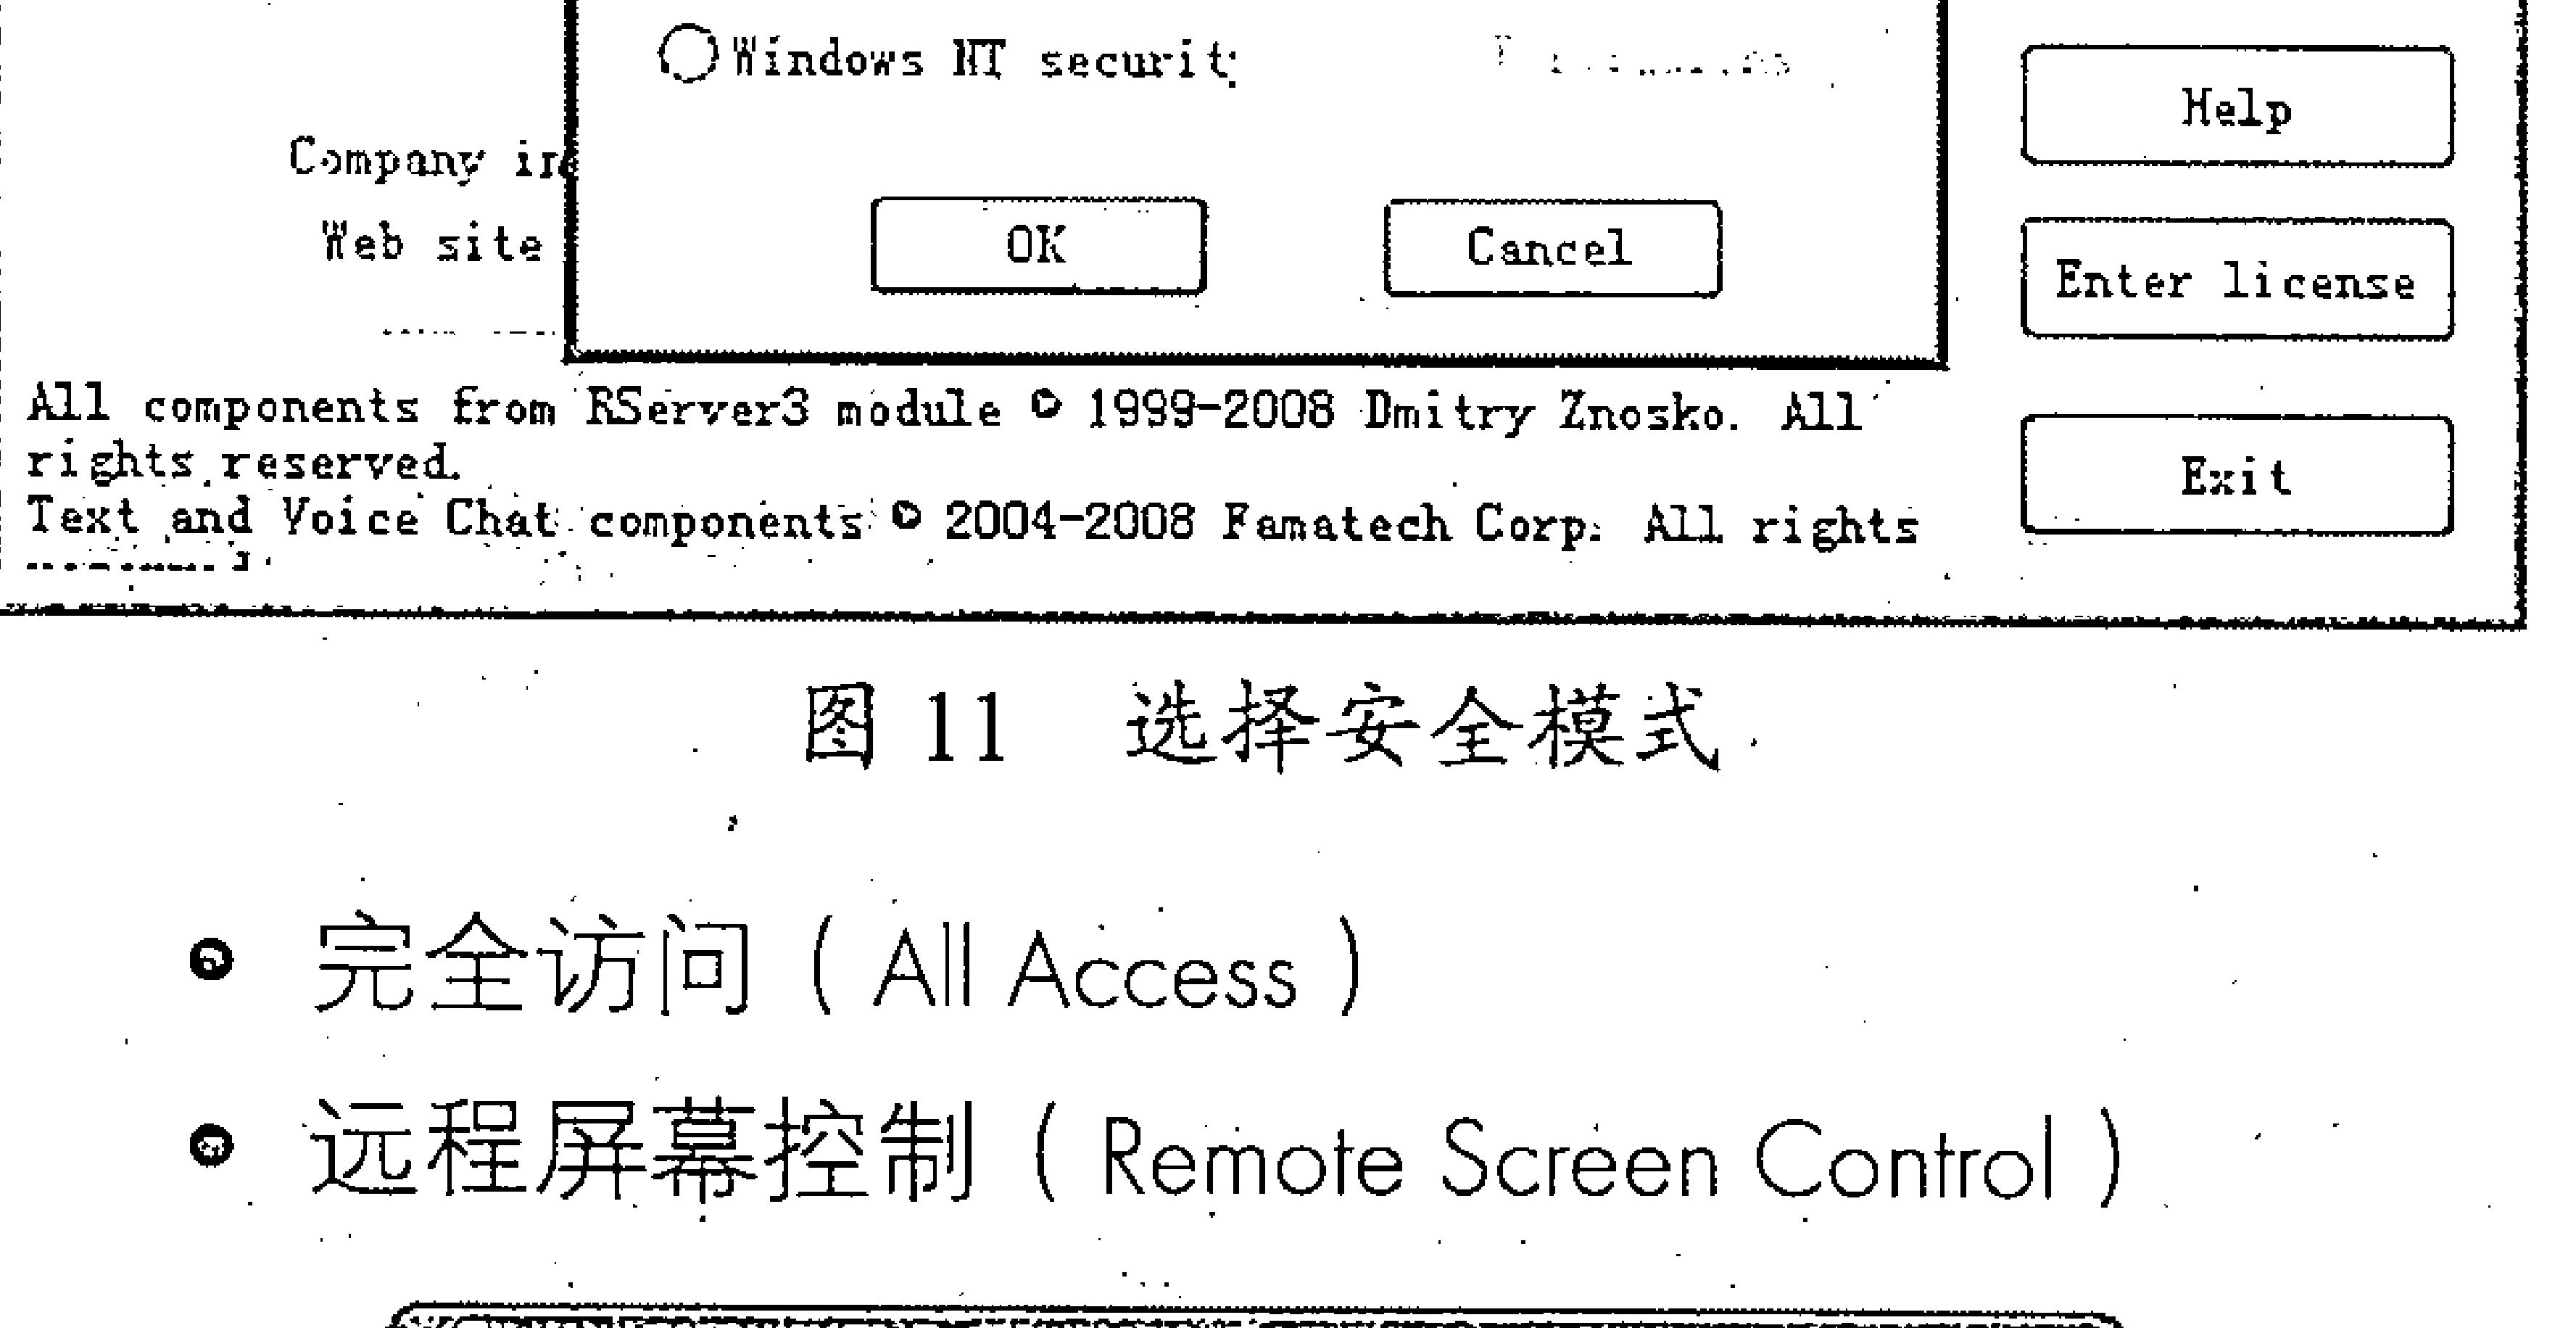 Windows NT security
Help
Company in
OK
Cancel
Web site
Enter license
All components from RServer3 module © 1999-2008 Dmitry Znosko. All
rights reserved.
Exit
Text and Voice Chat components © 2004-2008 Famatech Corp. All rights
图 11 选择安全模式
• 完全访问 ( All Access )
• 远程屏幕控制 ( Remote Screen Control )